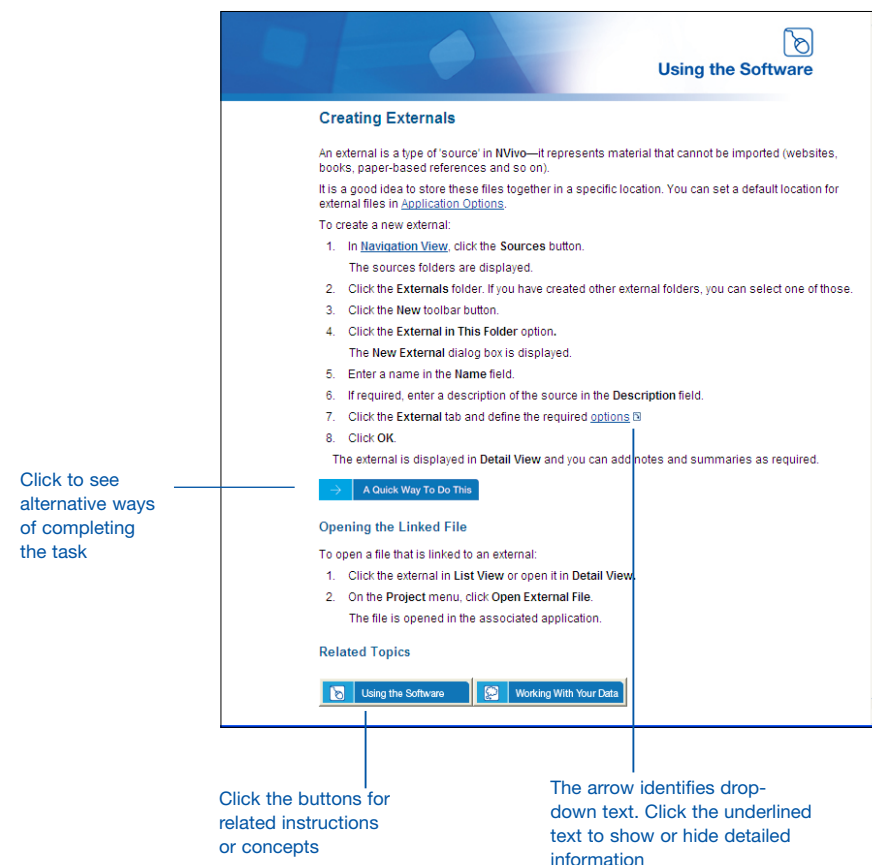 Using the Software
Creating Externals
An external is a type of 'source' in NVivo—it represents material that cannot be imported (websites,
books, paper-based references and so on).
It is a good idea to store these files together in a specific location. You can set a default location for
external files in Application Options.
To create a new external:
1. In Navigation View, click the Sources button.
The sources folders are displayed.
2. Click the Externals folder. If you have created other external folders, you can select one of those.
3. Click the New toolbar button.
4. Click the External in This Folder option.
The New External dialog box is displayed.
5. Enter a name in the Name field.
6. If required, enter a description of the source in the Description field.
7. Click the External tab and define the required options
8. Click OK.
The external is displayed in Detail View and you can add notes and summaries as required.
A Quick Way To Do This
Click to see
alternative ways
of completing
the task
Opening the Linked File
To open a file that is linked to an external:
1. Click the external in List View or open it in Detail View.
2. On the Project menu, click Open External File.
The file is opened in the associated application.
Related Topics
Using the Software
Working With Your Data
Click the buttons for
related instructions
or concepts
The arrow identifies drop-
down text. Click the underlined
text to show or hide detailed
information